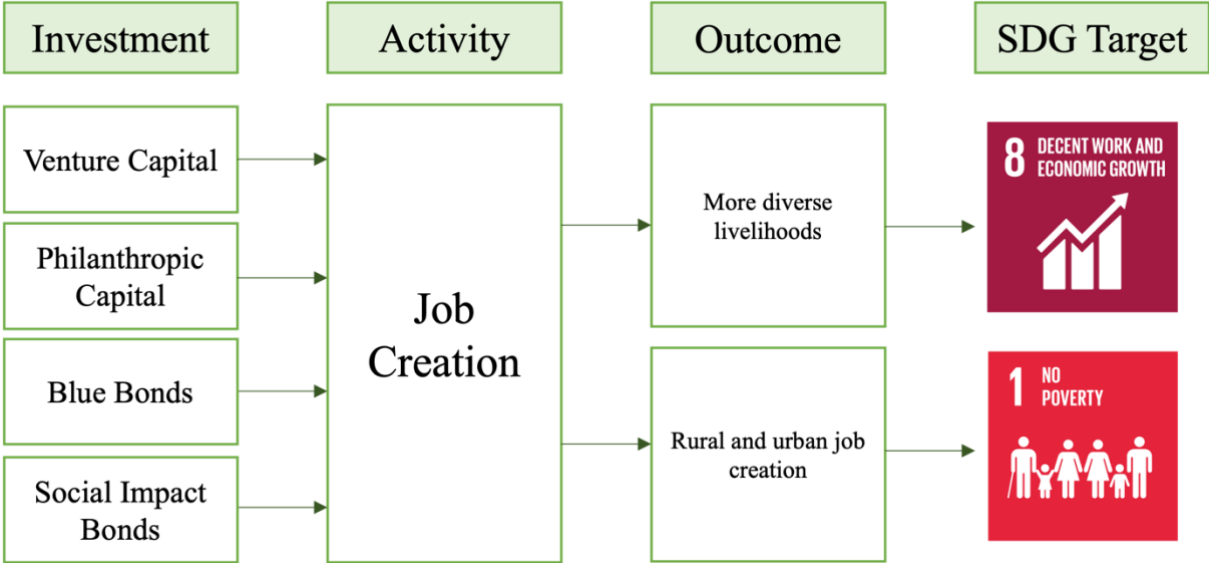 Investment
Activity
Outcome
SDG Target
Venture Capital
Philanthropic
Capital
Blue Bonds
Social Impact
Bonds
Job
Creation
More diverse
livelihoods
Rural and urban job
creation
8 DECENT WORK AND
ECONOMIC GROWTH
1 NO
POVERTY